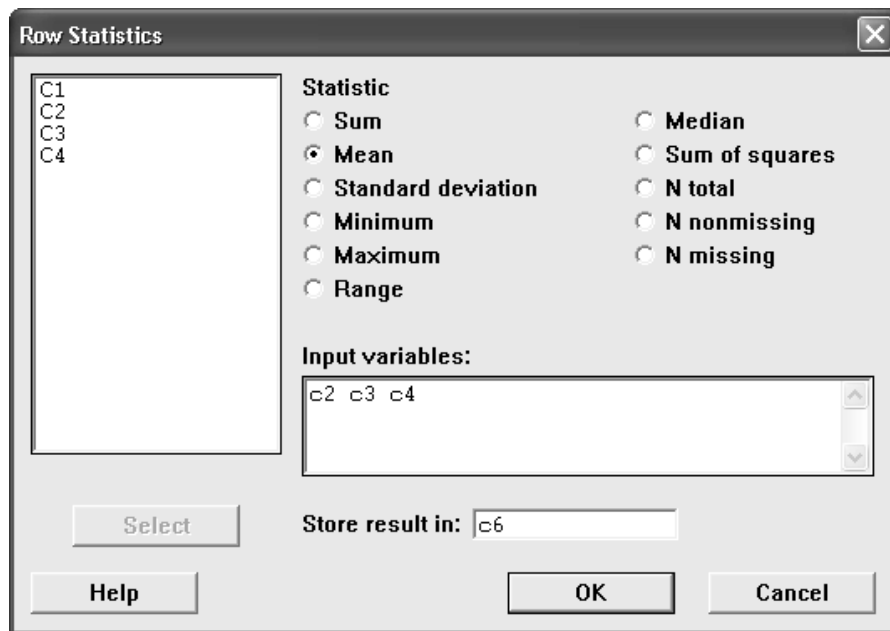 Row Statistics
C1
C2
C3
C4
Statistic
Sum
Mean
Standard deviation
Minimum
Maximum
Range
Median
Sum of squares
N total
N nonmissing
N missing
Input variables:
c2 c3 c4
Select
Store result in: c6
Help
OK
Cancel